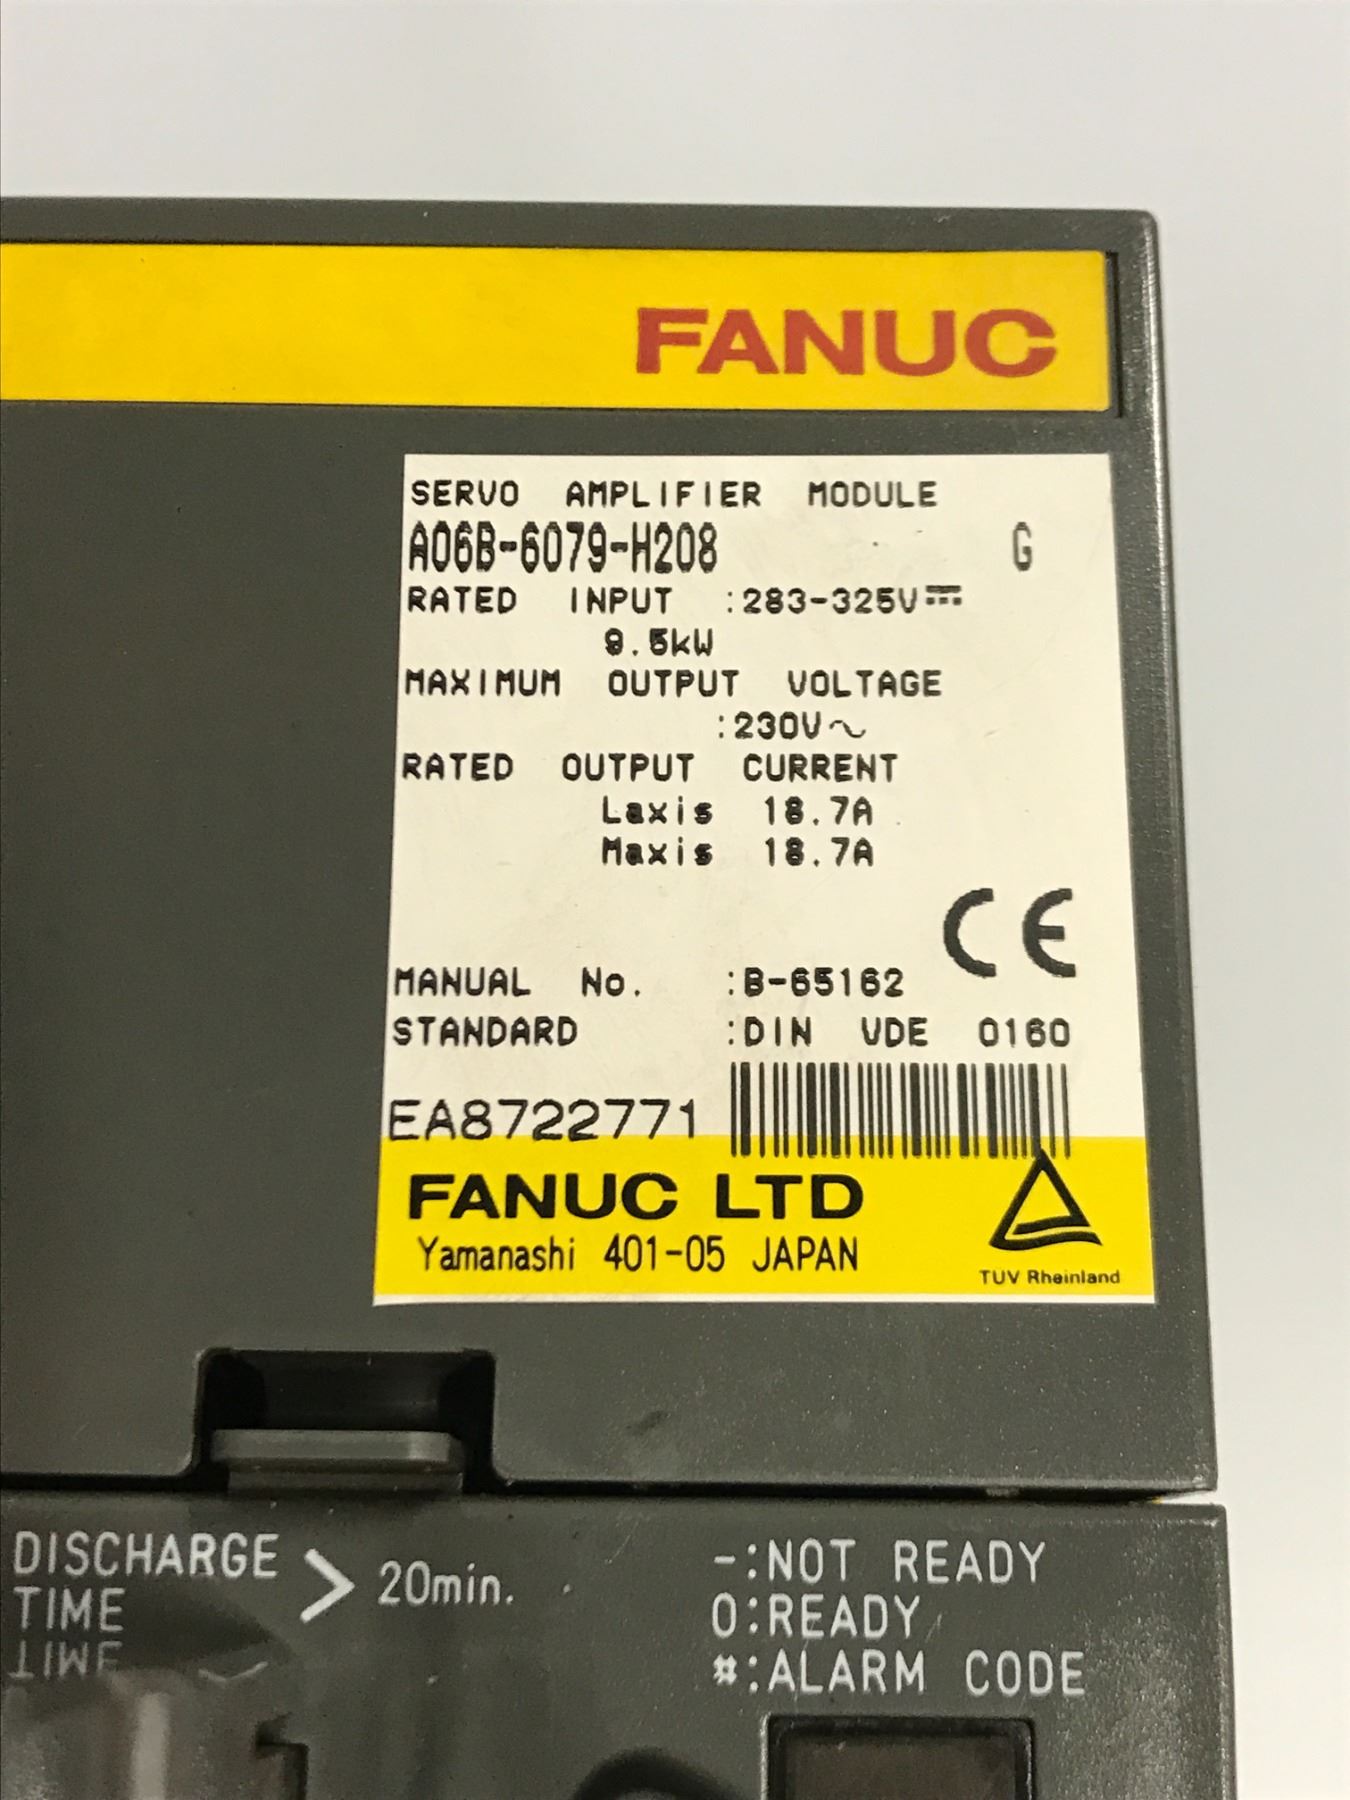 FANUC
SERVO AMPLIFIER MODULE
A06B-6079-H208 G
RATED INPUT :283-325V⎓
9.5kW
MAXIMUM OUTPUT VOLTAGE
:230V~
RATED OUTPUT CURRENT
Laxis 18.7A
Maxis 18.7A
CE
MANUAL No. :B-65162
STANDARD :DIN VDE 0160
EA8722771
FANUC LTD
Yamanashi 401-05 JAPAN
TUV Rheinland
DISCHARGE
TIME > 20min.
-:NOT READY
0:READY
#:ALARM CODE